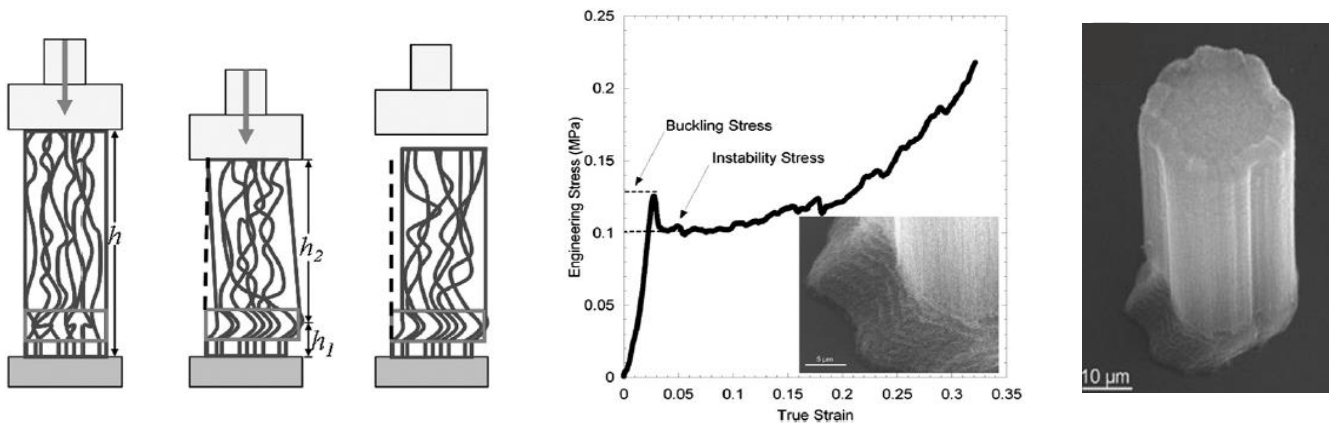 h
h2
h1
Engineering Stress (MPa)
0.25
0.2
0.15
0.1
0.05
0
Buckling Stress
Instability Stress
5 μm
0 0.05 0.1 0.15 0.2 0.25 0.3 0.35
True Strain
10 μm